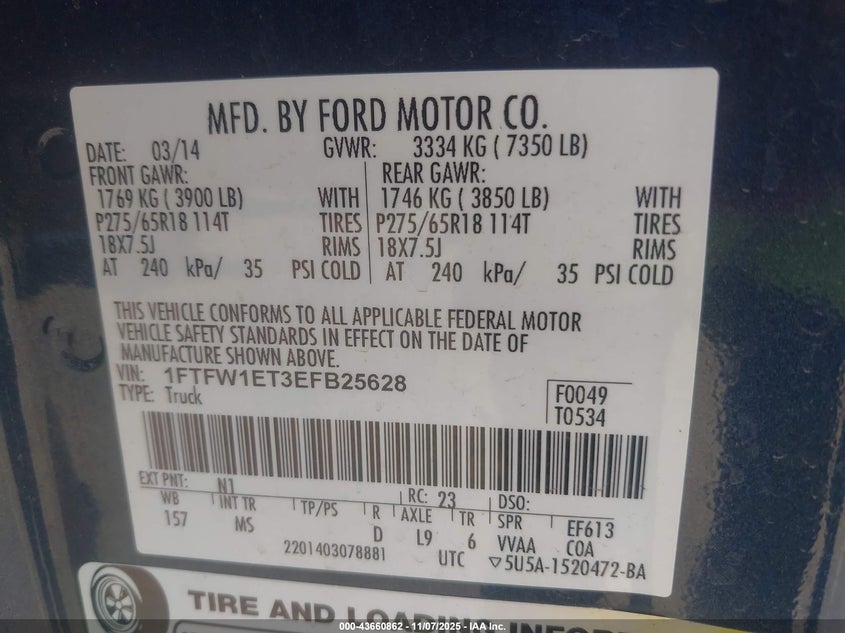 MFD. BY FORD MOTOR CO.
DATE: 03/14 GVWR: 3334 KG ( 7350 LB)
FRONT GAWR: REAR GAWR:
1769 KG ( 3900 LB) WITH 1746 KG ( 3850 LB) WITH
P275/65R18 114T TIRES P275/65R18 114T TIRES
18X7.5J RIMS 18X7.5J RIMS
AT 240 kPa/ 35 PSI COLD AT 240 kPa/ 35 PSI COLD
THIS VEHICLE CONFORMS TO ALL APPLICABLE FEDERAL MOTOR
VEHICLE SAFETY STANDARDS IN EFFECT ON THE DATE OF
MANUFACTURE SHOWN ABOVE.
VIN: 1FTFW1ET3EFB25628
TYPE: Truck
F0049
T0534
EXT PNT: N1 RC: 23 DSO:
WB INT TR TP/PS R AXLE TR SPR EF613
157 MS D L9 6 VVAA COA
2201403078881 UTC ▽5U5A-1520472-BA
TIRE AND LOADING
000-43660862 - 11/07/2025 - IAAI.COM